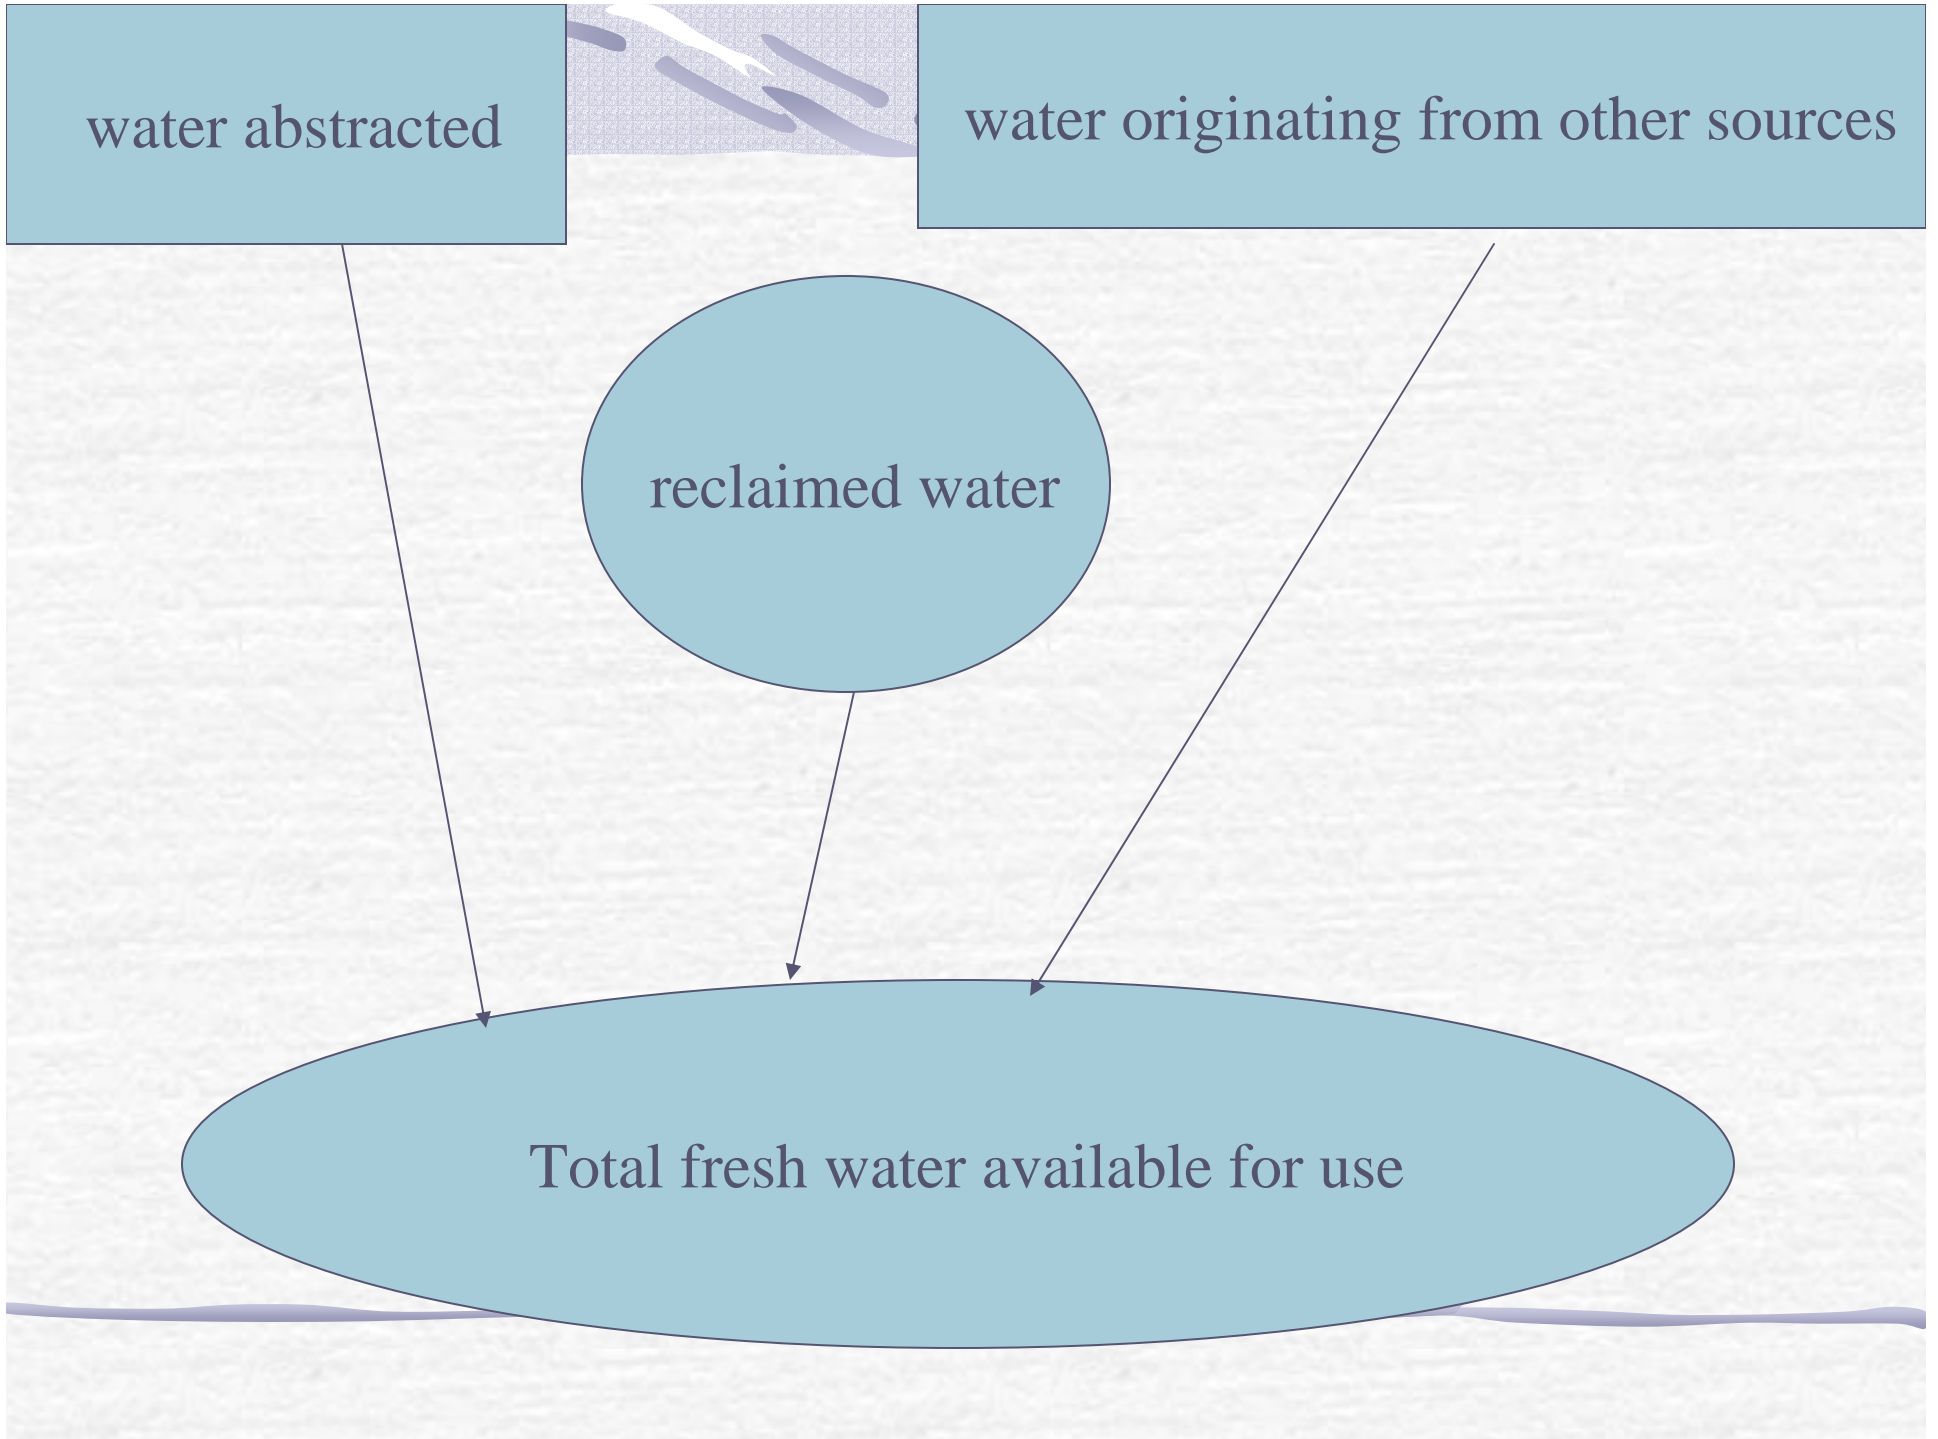 water abstracted
water originating from other sources
reclaimed water
Total fresh water available for use